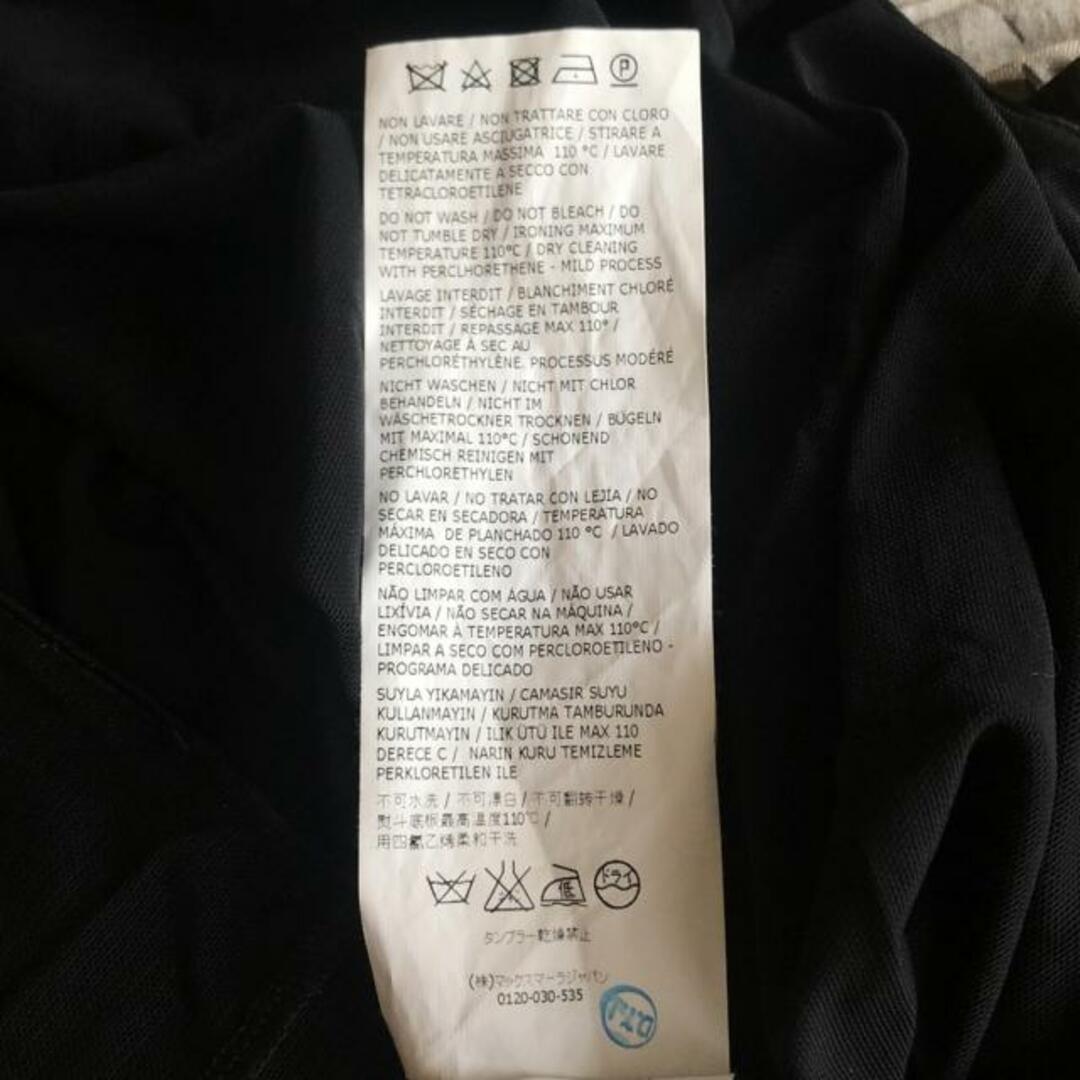 P
NON LAVARE / NON TRATTARE CON CLORO
/ NON USARE ASCIUGATRICE / STIRARE A
TEMPERATURA MASSIMA 110 °C / LAVARE
DELICATAMENTE A SECCO CON
TETRACLOROETILENE
DO NOT WASH / DO NOT BLEACH / DO
NOT TUMBLE DRY / IRONING MAXIMUM
TEMPERATURE 110°C / DRY CLEANING
WITH PERCLHORETHENE - MILD PROCESS
LAVAGE INTERDIT / BLANCHIMENT CHLORÉ
INTERDIT / SÉCHAGE EN TAMBOUR
INTERDIT / REPASSAGE MAX 110° /
NETTOYAGE À SEC AU
PERCHLORÉTHYLÈNE. PROCESSUS MODÉRÉ
NICHT WASCHEN / NICHT MIT CHLOR
BEHANDELN / NICHT IM
WÄSCHETROCKNER TROCKNEN / BÜGELN
MIT MAXIMAL 110°C / SCHONEND
CHEMISCH REINIGEN MIT
PERCHLORETHYLEN
NO LAVAR / NO TRATAR CON LEJIA / NO
SECAR EN SECADORA / TEMPERATURA
MÁXIMA DE PLANCHADO 110 °C / LAVADO
DELICADO EN SECO CON
PERCLOROETILENO
NÃO LIMPAR COM ÁGUA / NÃO USAR
LIXÍVIA / NÃO SECAR NA MÁQUINA /
ENGOMAR À TEMPERATURA MAX 110°C /
LIMPAR A SECO COM PERCLOROETILENO -
PROGRAMA DELICADO
SUYLA YIKAMAYIN / CAMASIR SUYU
KULLANMAYIN / KURUTMA TAMBURUNDA
KURUTMAYIN / ILIK ÜTÜ ILE MAX 110
DERECE C / NARIN KURU TEMIZLEME
PERKLORETILEN ILE
不可水洗 / 不可漂白 / 不可翻转干燥 /
熨斗底板最高温度110℃ /
用四氯乙烯柔和干洗
低 ドライ
タンブラー乾燥禁止
(株)マックスマーラジャパン
0120-030-535